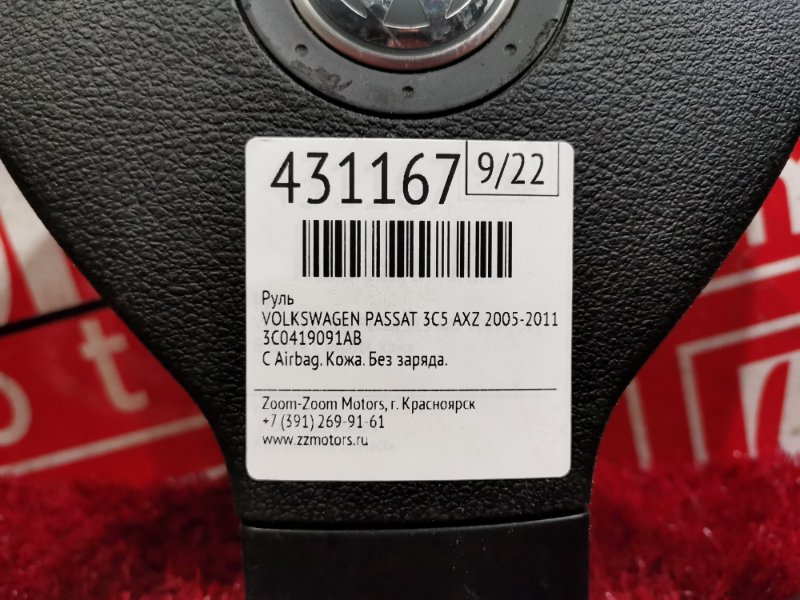 431167
9/22
Руль
VOLKSWAGEN PASSAT 3C5 AXZ 2005-2011
3C0419091AB
С Airbag. Кожа. Без заряда.
Zoom-Zoom Motors, г. Красноярск
+7 (391) 269-91-61
www.zzmotors.ru